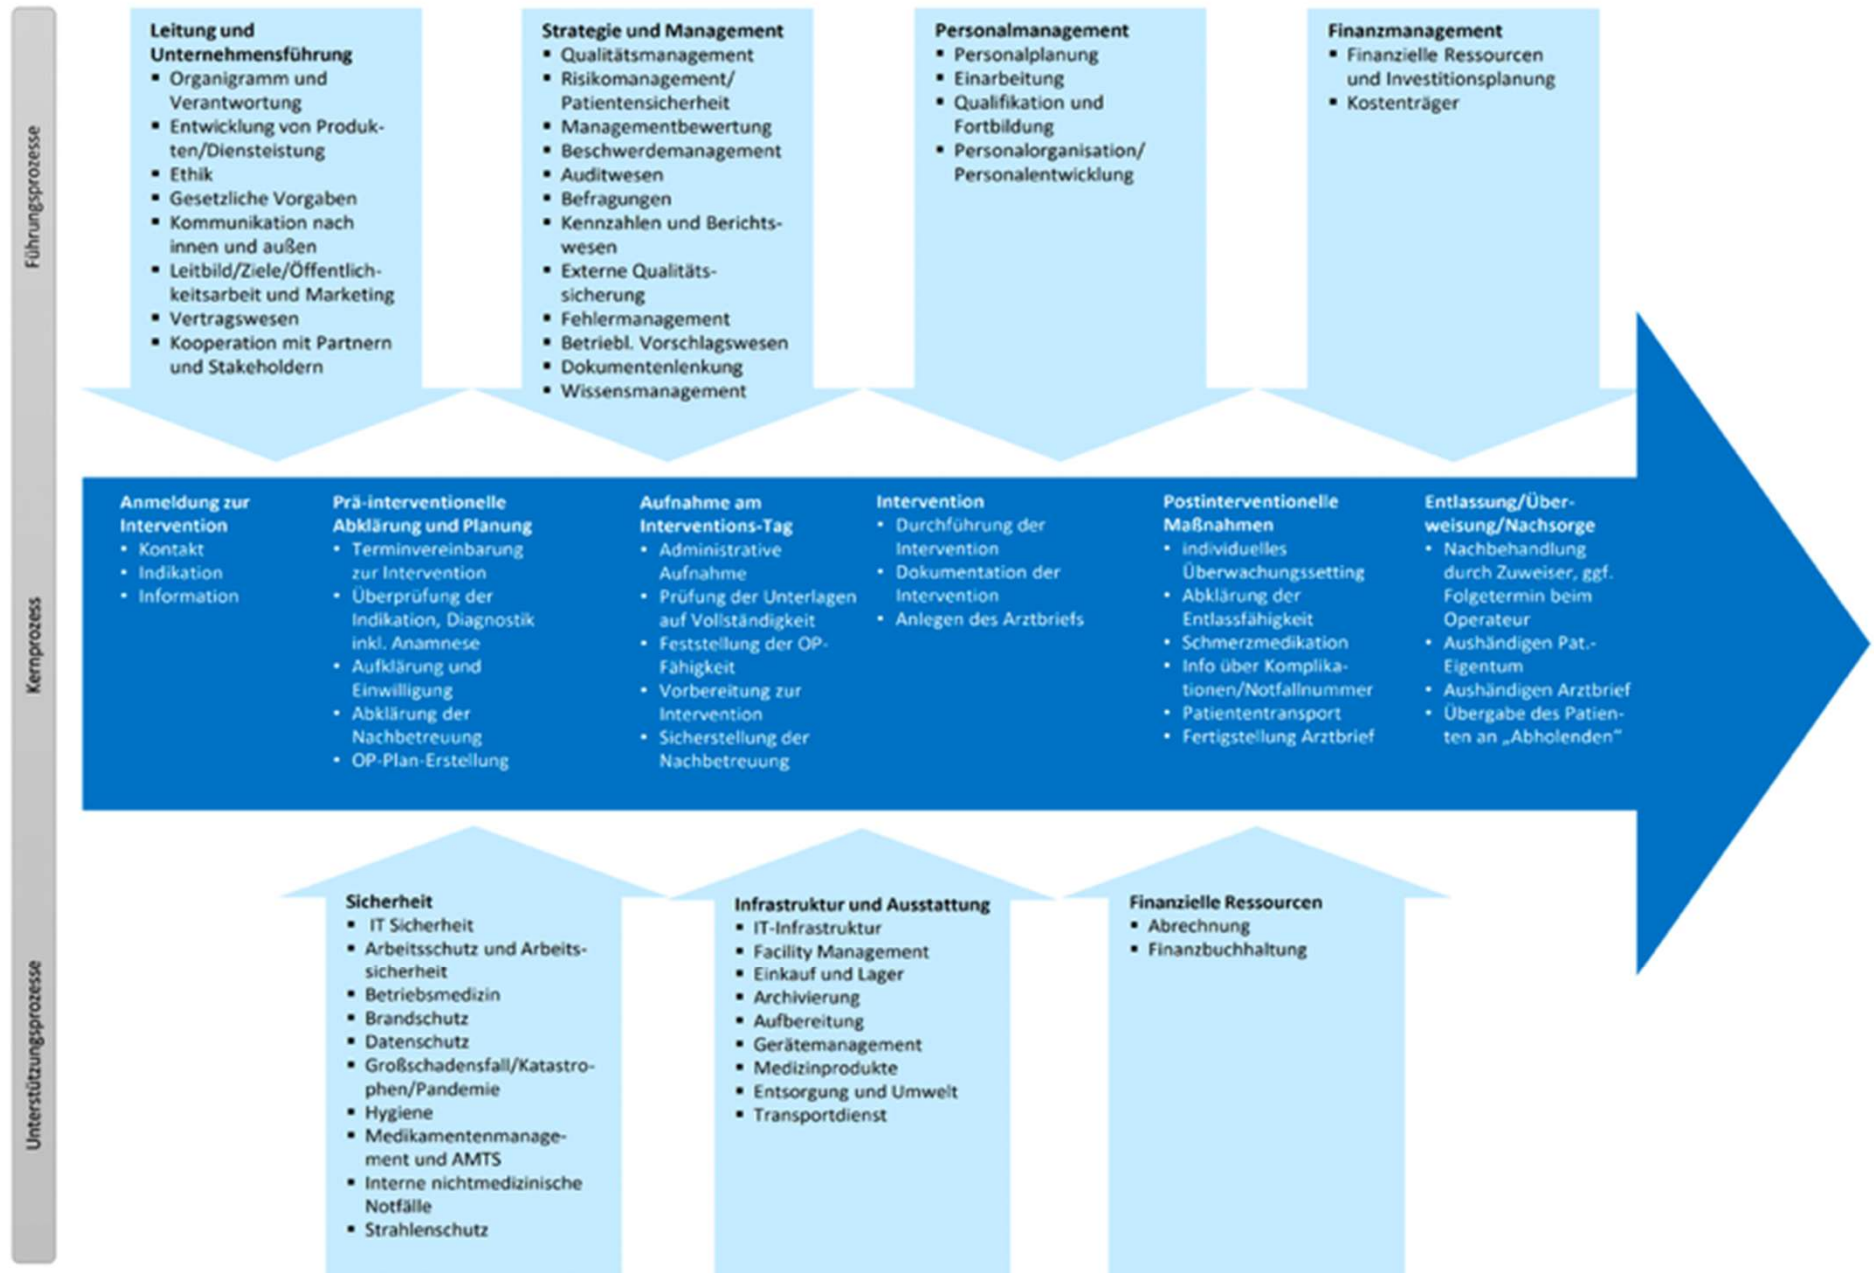 Führungsprozesse
Leitung und
Unternehmensführung
▪ Organigramm und
Verantwortung
▪ Entwicklung von Produk-
ten/Diensteistung
▪ Ethik
▪ Gesetzliche Vorgaben
▪ Kommunikation nach
innen und außen
▪ Leitbild/Ziele/Öffentlich-
keitsarbeit und Marketing
▪ Vertragswesen
▪ Kooperation mit Partnern
und Stakeholdern
Strategie und Management
▪ Qualitätsmanagement
▪ Risikomanagement/
Patientensicherheit
▪ Managementbewertung
▪ Beschwerdemanagement
▪ Auditwesen
▪ Befragungen
▪ Kennzahlen und Berichts-
wesen
▪ Externe Qualitäts-
sicherung
▪ Fehlermanagement
▪ Betriebl. Vorschlagswesen
▪ Dokumentenlenkung
▪ Wissensmanagement
Personalmanagement
▪ Personalplanung
▪ Einarbeitung
▪ Qualifikation und
Fortbildung
▪ Personalorganisation/
Personalentwicklung
Finanzmanagement
▪ Finanzielle Ressourcen
und Investitionsplanung
▪ Kostenträger
Kernprozess
Anmeldung zur
Intervention
• Kontakt
• Indikation
• Information
Prä-interventionelle
Abklärung und Planung
• Terminvereinbarung
zur Intervention
• Überprüfung der
Indikation, Diagnostik
inkl. Anamnese
• Aufklärung und
Einwilligung
• Abklärung der
Nachbetreuung
• OP-Plan-Erstellung
Aufnahme am
Interventions-Tag
• Administrative
Aufnahme
• Prüfung der Unterlagen
auf Vollständigkeit
• Feststellung der OP-
Fähigkeit
• Vorbereitung zur
Intervention
• Sicherstellung der
Nachbetreuung
Intervention
• Durchführung der
Intervention
• Dokumentation der
Intervention
• Anlegen des Arztbriefs
Postinterventionelle
Maßnahmen
• individuelles
Überwachungssetting
• Abklärung der
Entlassfähigkeit
• Schmerzmedikation
• Info über Komplika-
tionen/Notfallnummer
• Patiententransport
• Fertigstellung Arztbrief
Entlassung/Über-
weisung/Nachsorge
• Nachbehandlung
durch Zuweiser, ggf.
Folgetermin beim
Operateur
• Aushändigen Pat.-
Eigentum
• Aushändigen Arztbrief
• Übergabe des Patien-
ten an „Abholenden“
Unterstützungsprozesse
Sicherheit
▪ IT Sicherheit
▪ Arbeitsschutz und Arbeits-
sicherheit
▪ Betriebsmedizin
▪ Brandschutz
▪ Datenschutz
▪ Großschadensfall/Katastro-
phen/Pandemie
▪ Hygiene
▪ Medikamentenmanage-
ment und AMTS
▪ Interne nichtmedizinische
Notfälle
▪ Strahlenschutz
Infrastruktur und Ausstattung
▪ IT-Infrastruktur
▪ Facility Management
▪ Einkauf und Lager
▪ Archivierung
▪ Aufbereitung
▪ Gerätemanagement
▪ Medizinprodukte
▪ Entsorgung und Umwelt
▪ Transportdienst
Finanzielle Ressourcen
▪ Abrechnung
▪ Finanzbuchhaltung